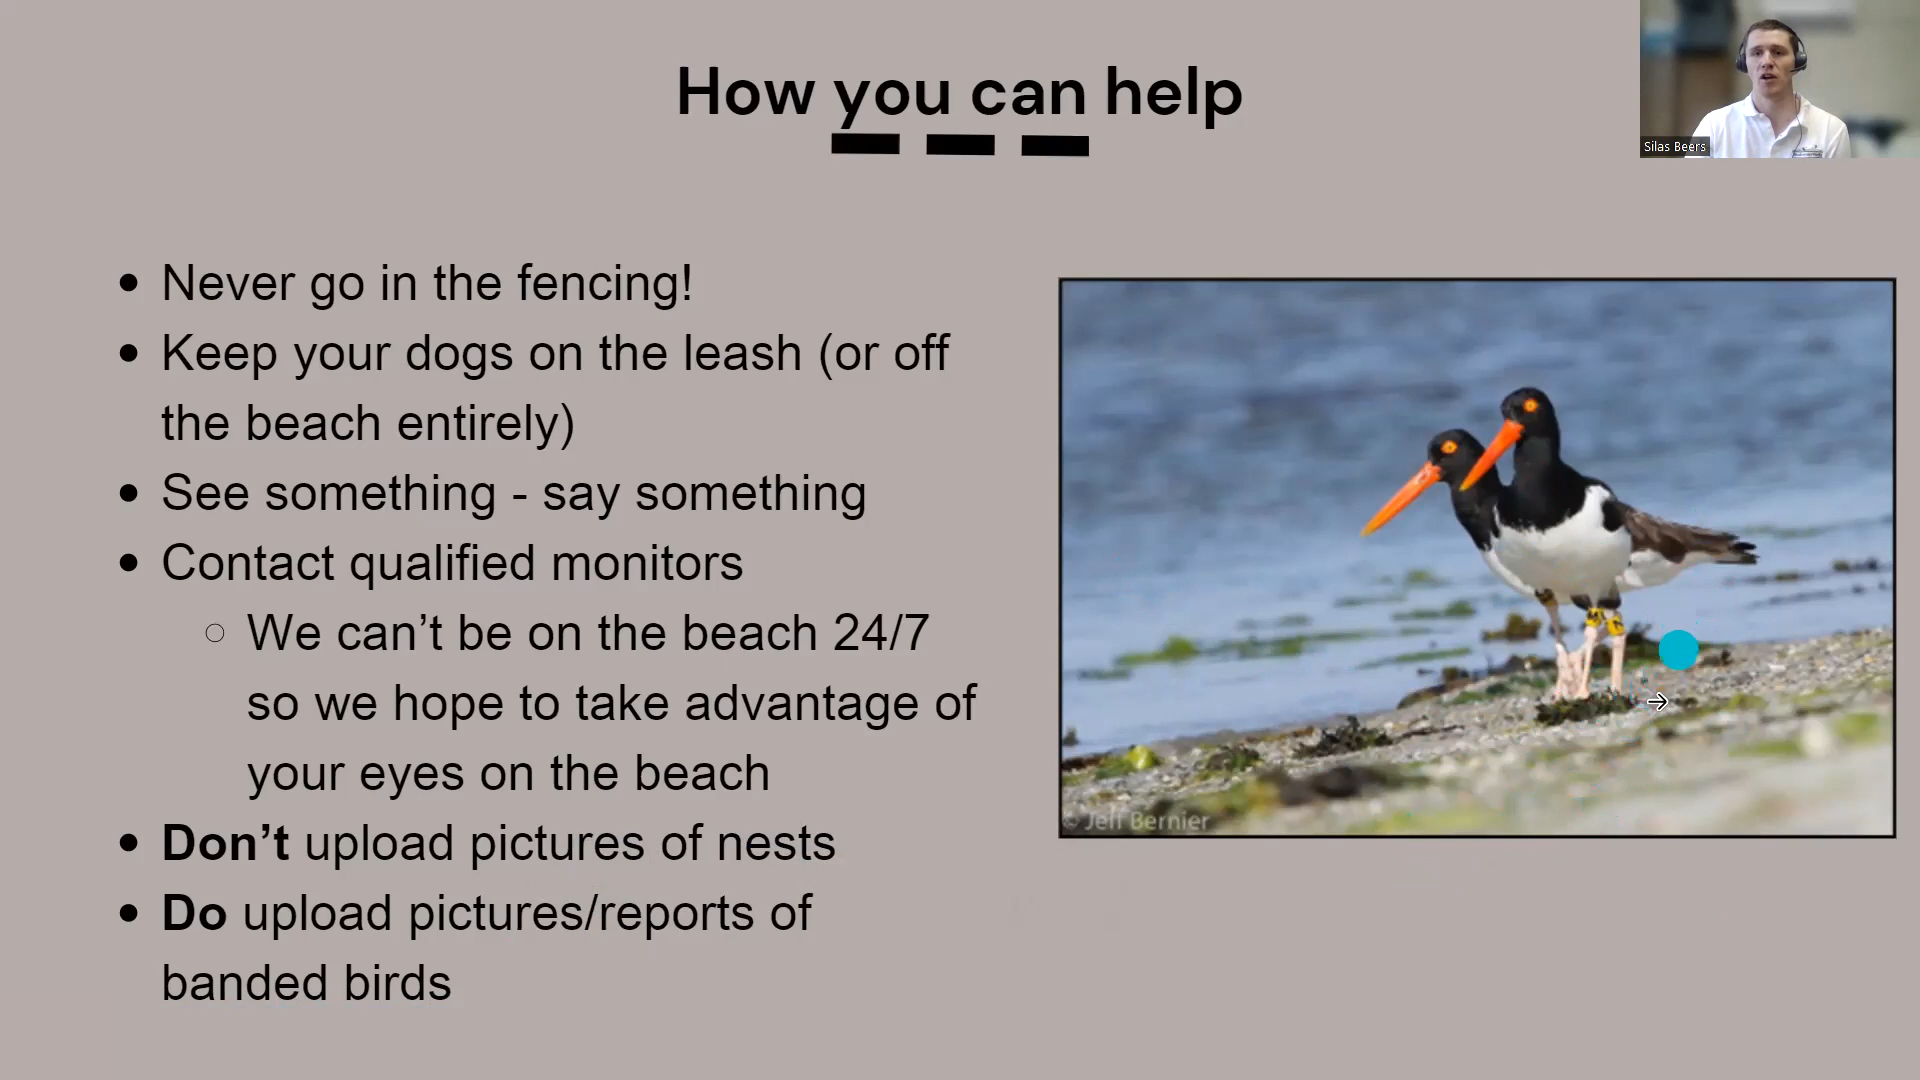 How you can help
Silas Beers
• Never go in the fencing!
• Keep your dogs on the leash (or off
the beach entirely)
• See something - say something
• Contact qualified monitors
○ We can’t be on the beach 24/7
so we hope to take advantage of
your eyes on the beach
• Don’t upload pictures of nests
• Do upload pictures/reports of
banded birds
© Jeff Bernier